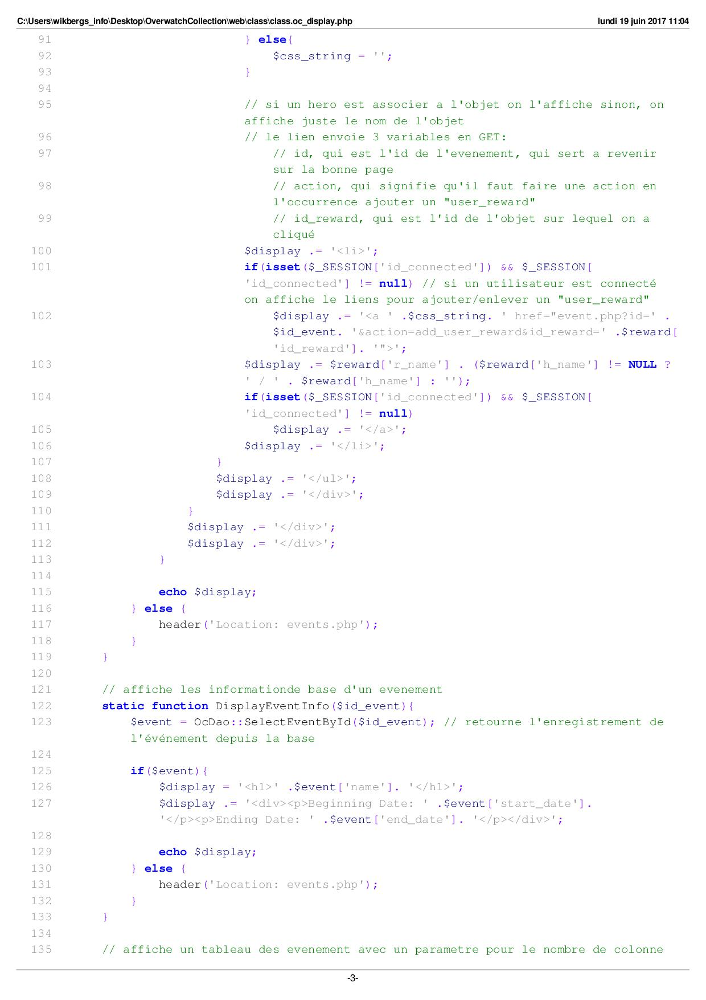 C:\Users\wikbergs_info\Desktop\OverwatchCollection\web\class\class.oc_display.php lundi 19 juin 2017 11:04
91 } else{
92 $css_string = '';
93 }
94
95 // si un hero est associer a l'objet on l'affiche sinon, on
affiche juste le nom de l'objet
96 // le lien envoie 3 variables en GET:
97 // id, qui est l'id de l'evenement, qui sert a revenir
sur la bonne page
98 // action, qui signifie qu'il faut faire une action en
l'occurrence ajouter un "user_reward"
99 // id_reward, qui est l'id de l'objet sur lequel on a
cliqué
100 $display .= '<li>';
101 if(isset($_SESSION['id_connected']) && $_SESSION[
'id_connected'] != null) // si un utilisateur est connecté
on affiche le liens pour ajouter/enlever un "user_reward"
102 $display .= '<a ' .$css_string. ' href="event.php?id=' .
$id_event. '&action=add_user_reward&id_reward=' .$reward[
'id_reward']. '">';
103 $display .= $reward['r_name'] . ($reward['h_name'] != NULL ?
' / ' . $reward['h_name'] : '');
104 if(isset($_SESSION['id_connected']) && $_SESSION[
'id_connected'] != null)
105 $display .= '</a>';
106 $display .= '</li>';
107 }
108 $display .= '</ul>';
109 $display .= '</div>';
110 }
111 $display .= '</div>';
112 $display .= '</div>';
113 }
114
115 echo $display;
116 } else {
117 header('Location: events.php');
118 }
119 }
120
121 // affiche les informationde base d'un evenement
122 static function DisplayEventInfo($id_event){
123 $event = OcDao::SelectEventById($id_event); // retourne l'enregistrement de
l'événement depuis la base
124
125 if($event){
126 $display = '<h1>' .$event['name']. '</h1>';
127 $display .= '<div><p>Beginning Date: ' .$event['start_date'].
'</p><p>Ending Date: ' .$event['end_date']. '</p></div>';
128
129 echo $display;
130 } else {
131 header('Location: events.php');
132 }
133 }
134
135 // affiche un tableau des evenement avec un parametre pour le nombre de colonne
-3-